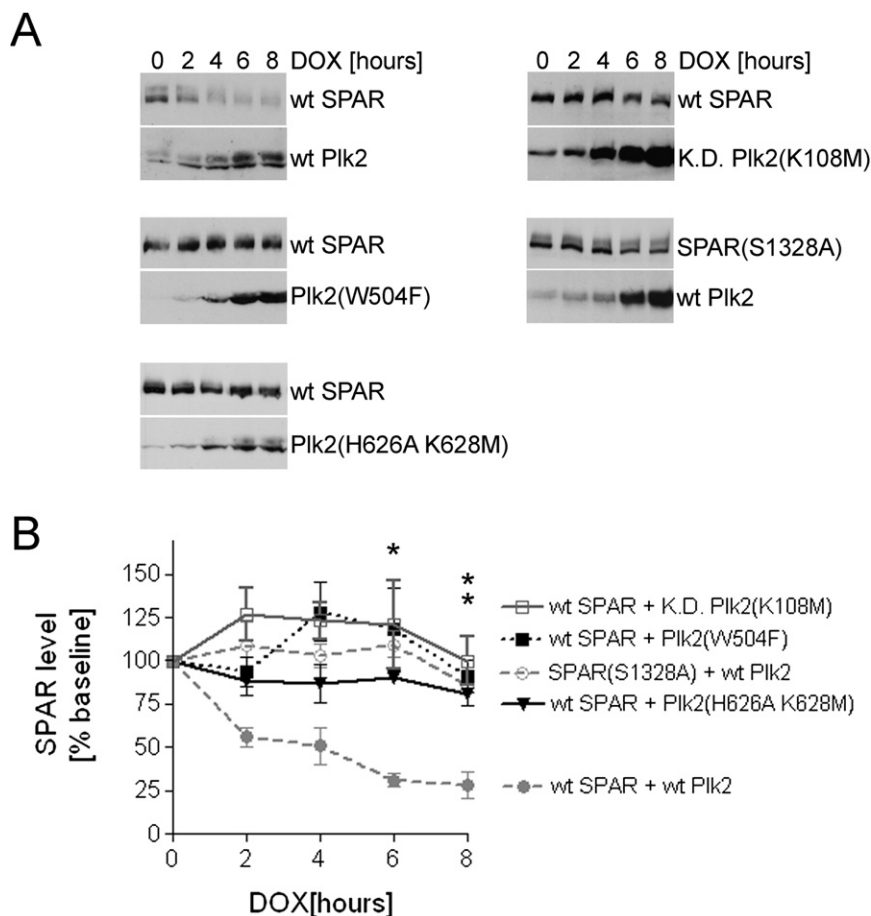 A
0 2 4 6 8 DOX [hours]
wt SPAR
wt Plk2
wt SPAR
Plk2(W504F)
wt SPAR
Plk2(H626A K628M)
0 2 4 6 8 DOX [hours]
wt SPAR
K.D. Plk2(K108M)
SPAR(S1328A)
wt Plk2
B
SPAR level
[% baseline]
150
125
100
75
50
25
0
*
*
*
0 2 4 6 8
DOX[hours]
wt SPAR + K.D. Plk2(K108M)
wt SPAR + Plk2(W504F)
SPAR(S1328A) + wt Plk2
wt SPAR + Plk2(H626A K628M)
wt SPAR + wt Plk2